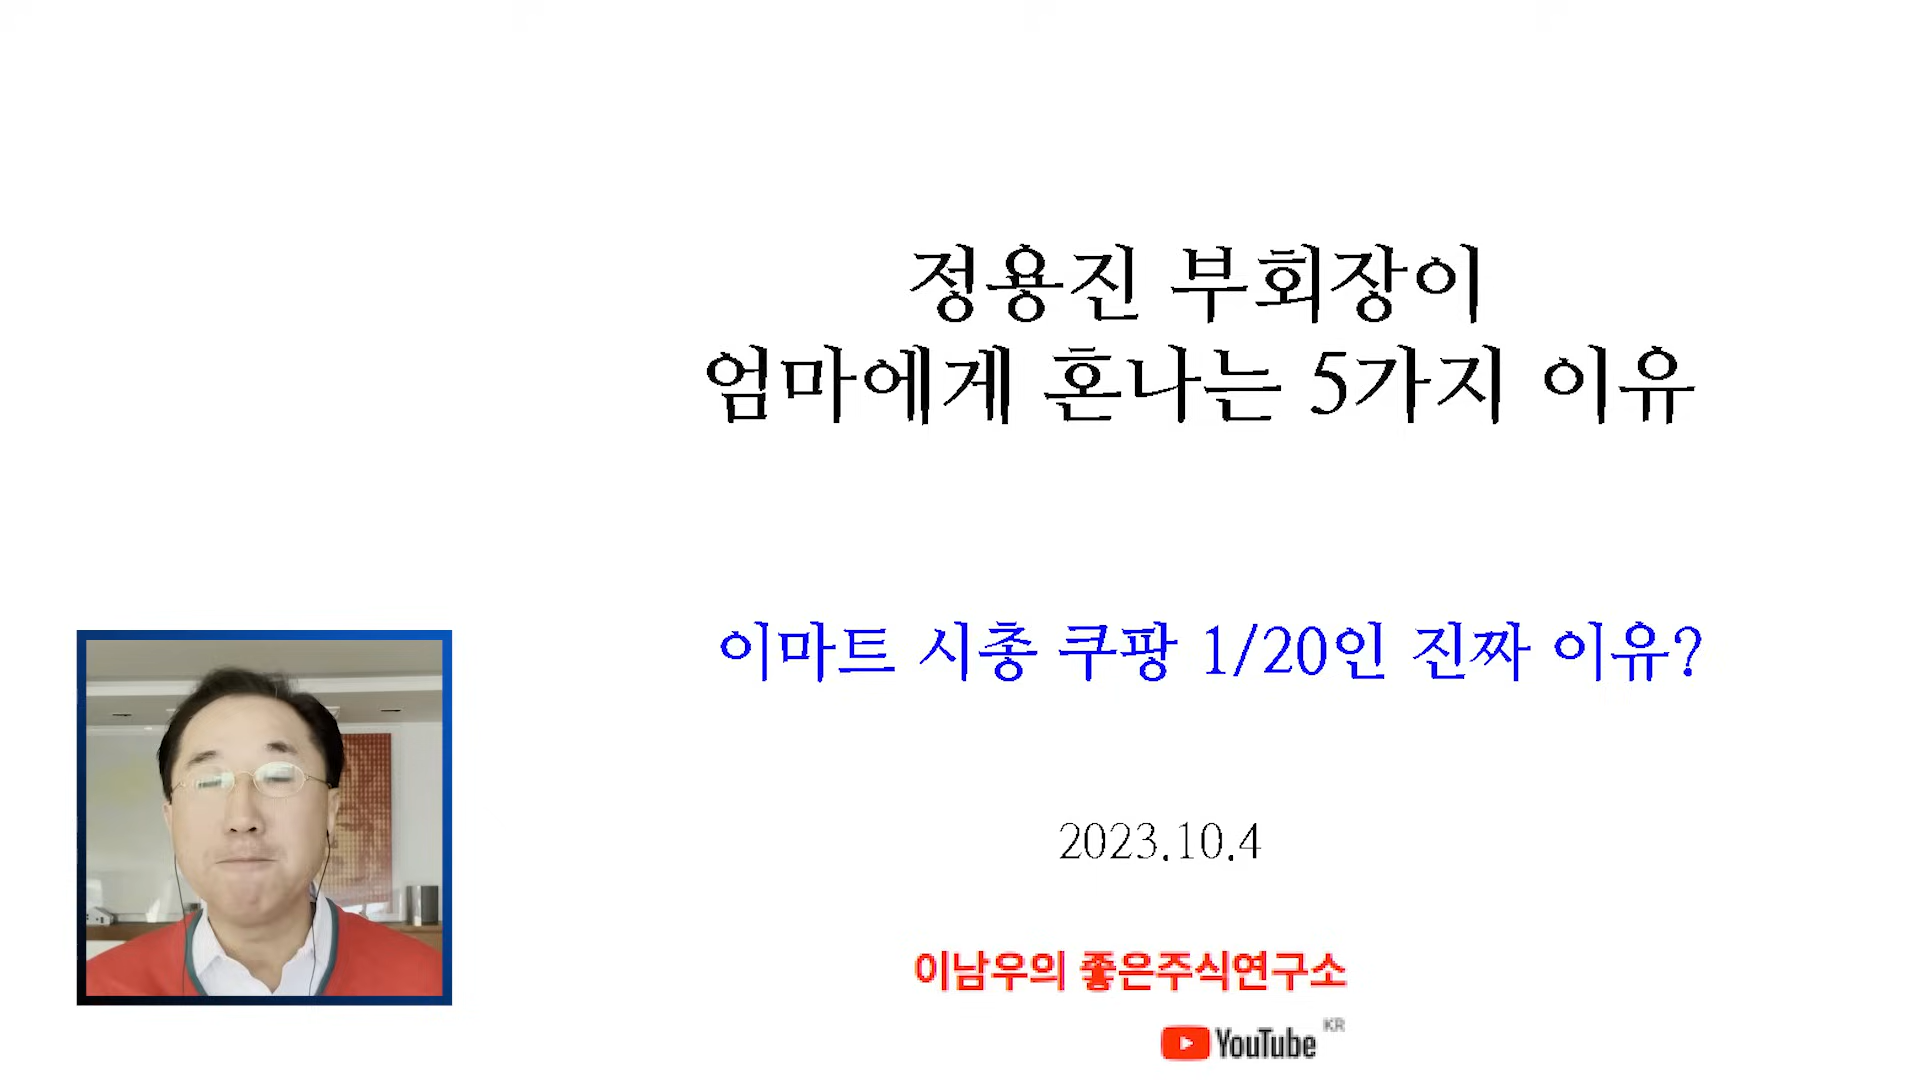 정용진 부회장이
엄마에게 혼나는 5가지 이유
이마트 시총 쿠팡 1/20인 진짜 이유?
2023.10.4
이남우의 좋은주식연구소
YouTube KR